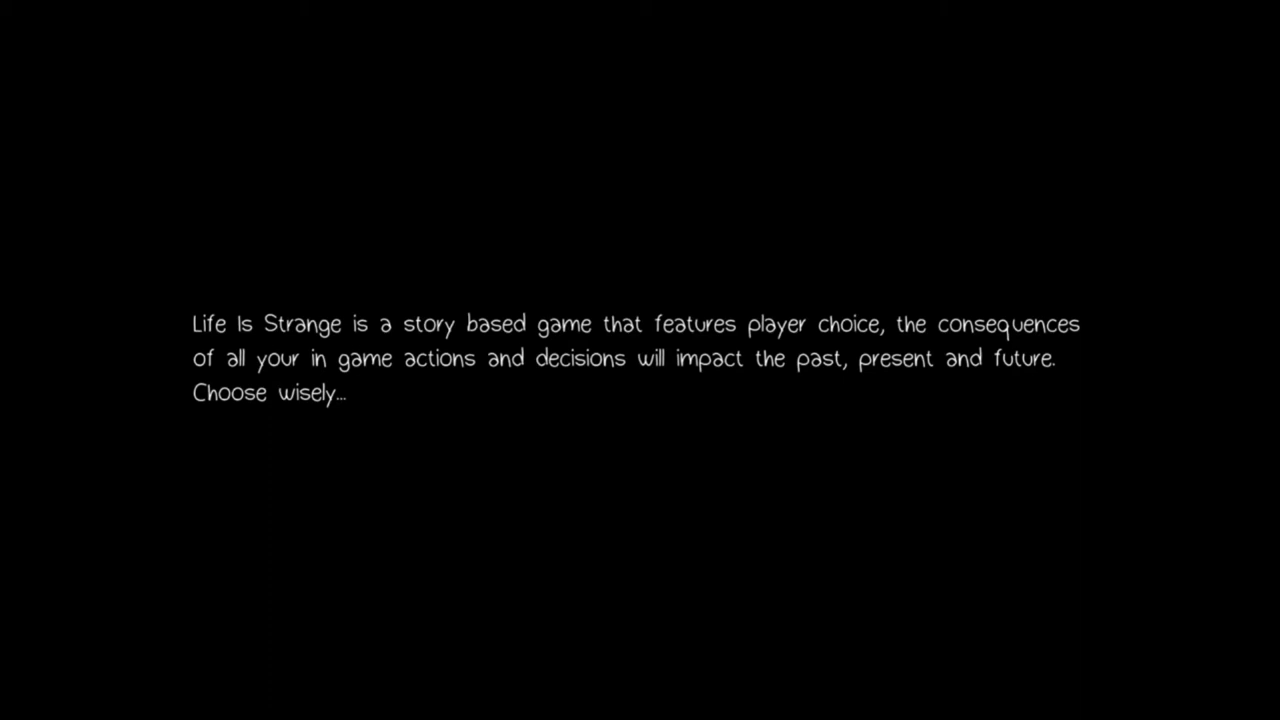 Life Is Strange is a story based game that features player choice, the consequences
of all your in game actions and decisions will impact the past, present and future.
Choose wisely...